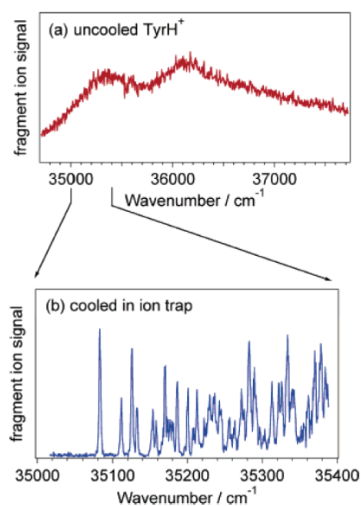 (a) uncooled TyrH⁺
fragment ion signal
35000 36000 37000
Wavenumber / cm⁻¹
(b) cooled in ion trap
fragment ion signal
35000 35100 35200 35300 35400
Wavenumber / cm⁻¹